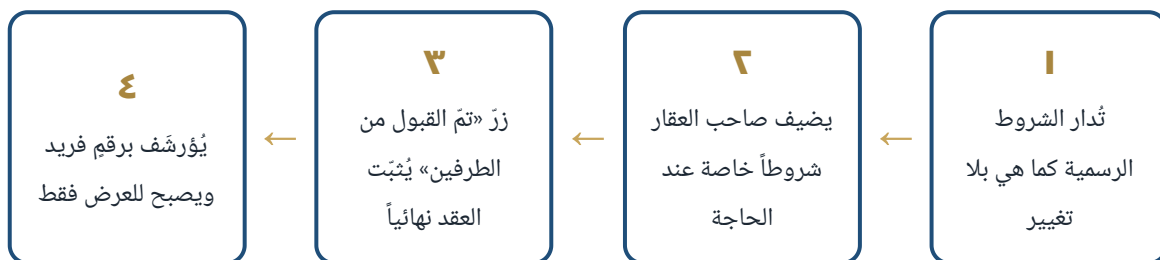 ١
تُدار الشروط
الرسمية كما هي بلا
تغيير
←
٢
يضيف صاحب العقار
شروطاً خاصة عند
الحاجة
←
٣
زرّ «تمّ القبول من
الطرفين» يُثبّت
العقد نهائياً
←
٤
يُؤرشَف برقمٍ فريد
ويصبح للعرض فقط